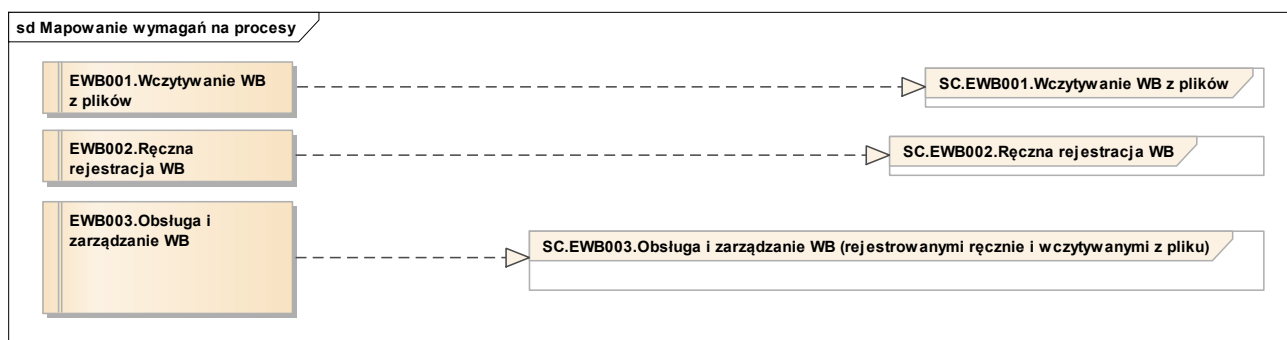 sd Mapowanie wymagań na procesy
EWB001.Wczytywanie WB
z plików
SC.EWB001.Wczytywanie WB z plików
EWB002.Ręczna
rejestracja WB
SC.EWB002.Ręczna rejestracja WB
EWB003.Obsługa i
zarządzanie WB
SC.EWB003.Obsługa i zarządzanie WB (rejestrowanymi ręcznie i wczytywanymi z pliku)